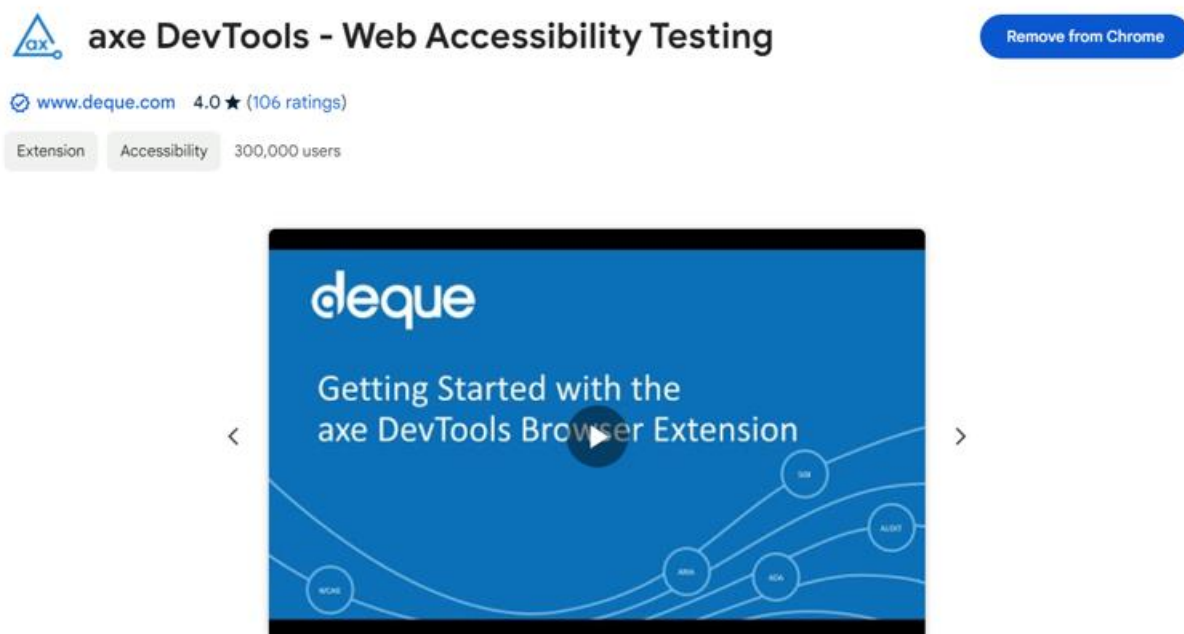 ax
axe DevTools - Web Accessibility Testing
Remove from Chrome
www.deque.com 4.0 ★ (106 ratings)
Extension Accessibility 300,000 users
deque
Getting Started with the
axe DevTools Browser Extension
AUDIT
ARIA
ADA
WCAG